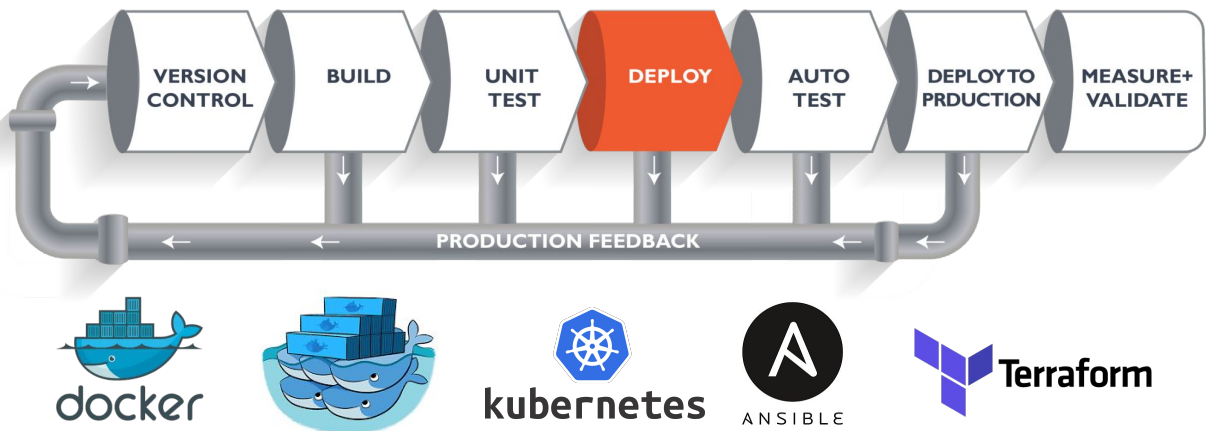 VERSION
CONTROL
BUILD
UNIT
TEST
DEPLOY
AUTO
TEST
DEPLOY TO
PRDUCTION
MEASURE+
VALIDATE
PRODUCTION FEEDBACK
docker
kubernetes
ANSIBLE
Terraform